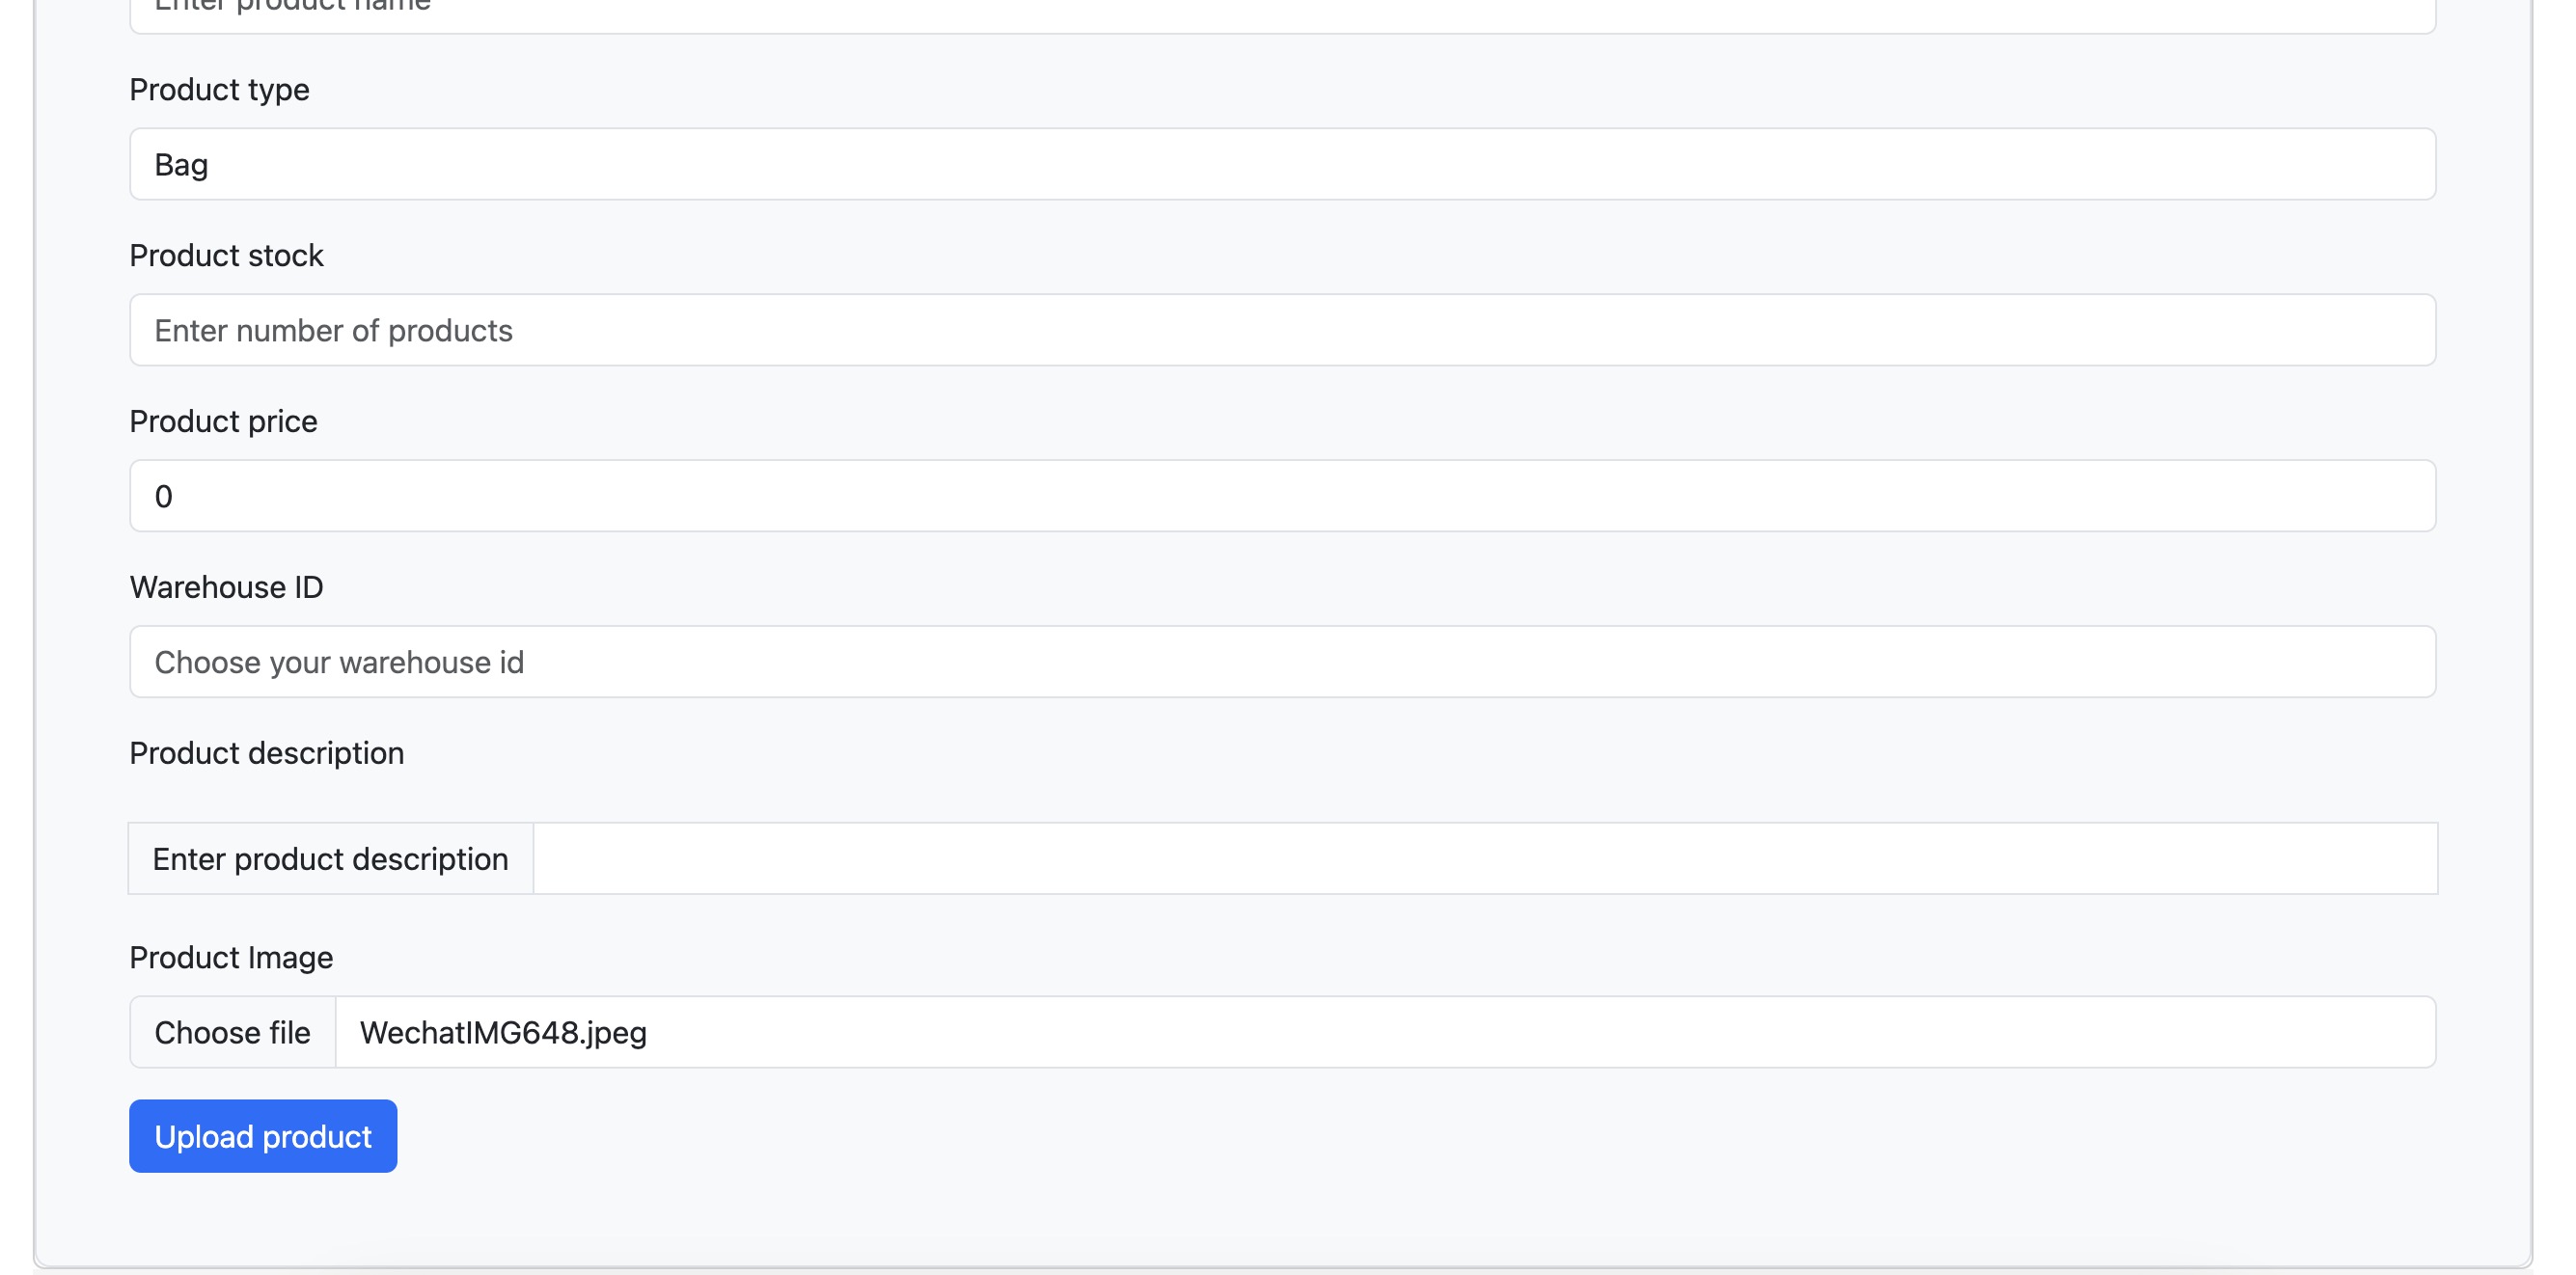 Enter product name
Product type
Bag
Product stock
Enter number of products
Product price
0
Warehouse ID
Choose your warehouse id
Product description
Enter product description
Product Image
Choose file WechatIMG648.jpeg
Upload product